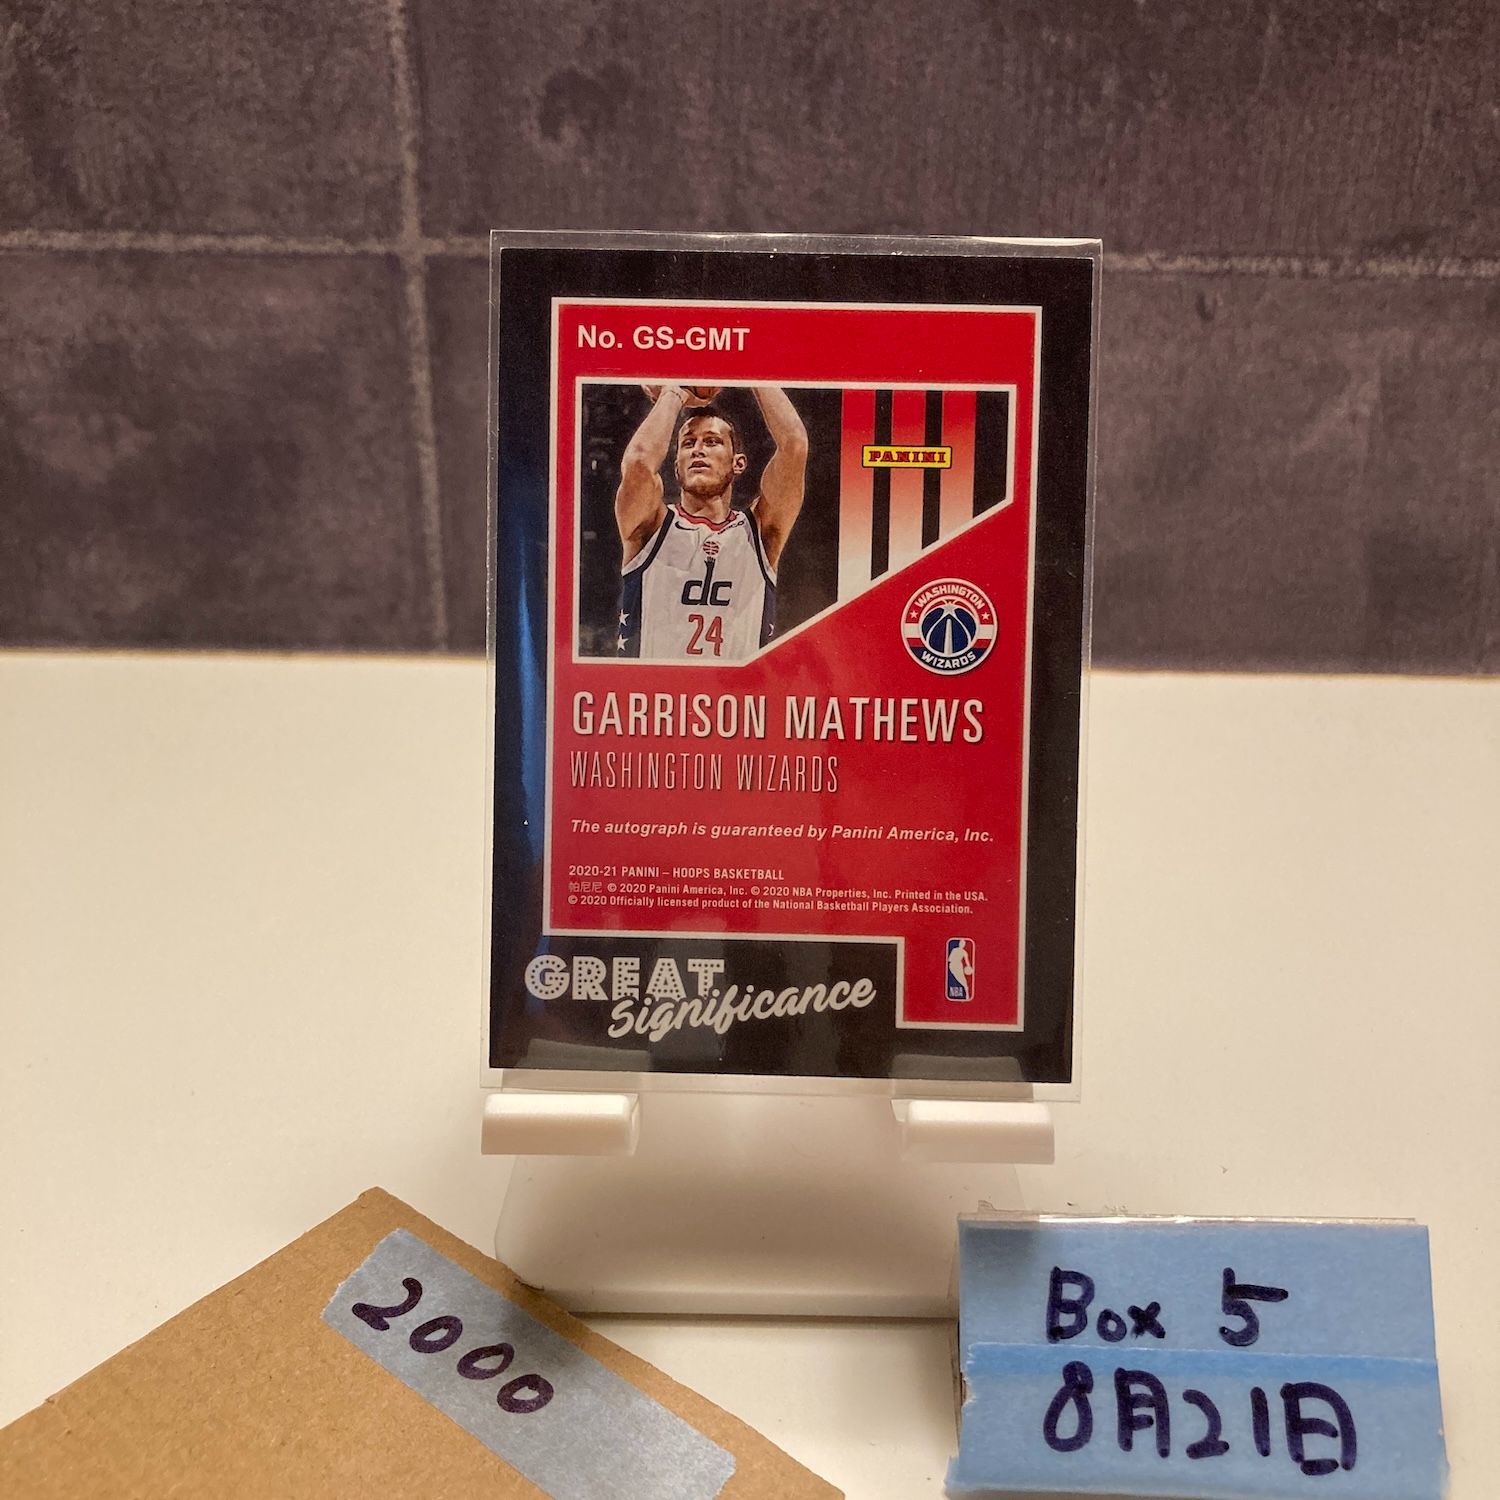 No. GS-GMT
PANINI
dc
24
WASHINGTON
WIZARDS
GARRISON MATHEWS
WASHINGTON WIZARDS
The autograph is guaranteed by Panini America, Inc.
2020-21 PANINI – HOOPS BASKETBALL
帕尼尼 © 2020 Panini America, Inc. © 2020 NBA Properties, Inc. Printed in the USA.
© 2020 Officially licensed product of the National Basketball Players Association.
GREAT
Significance
NBA
2000
Box 5
8月21日